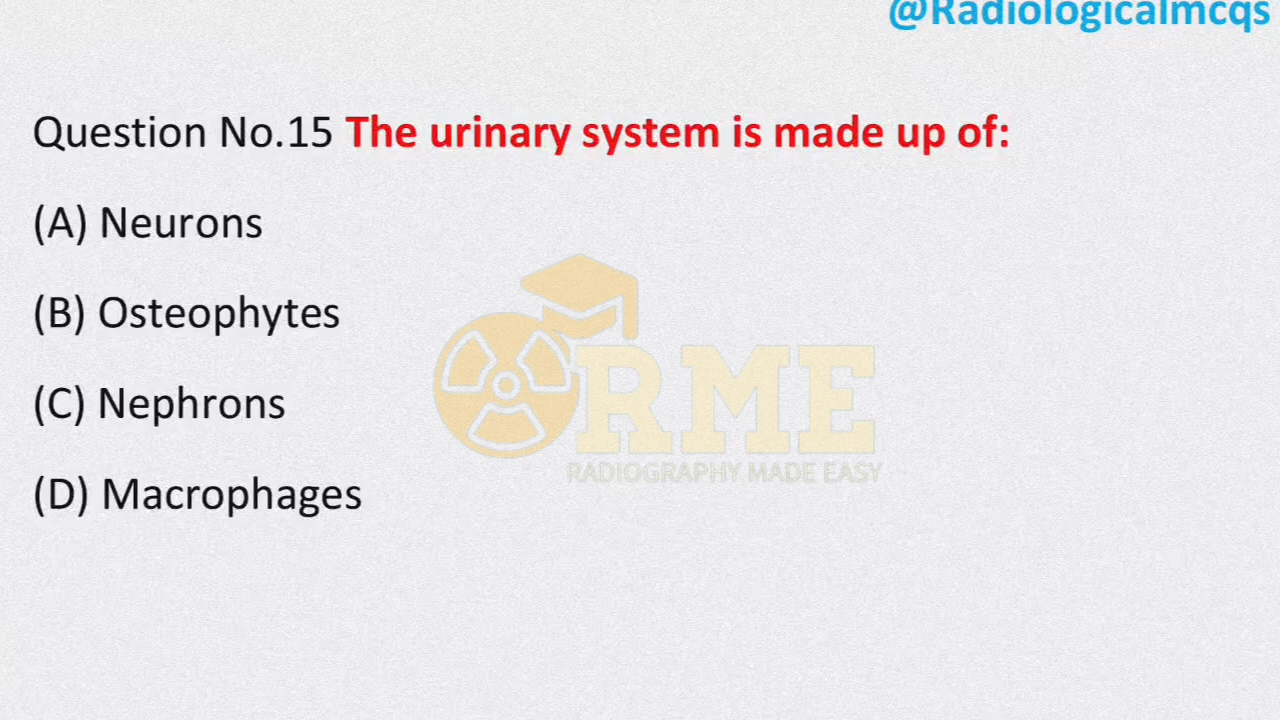 @Radiologicalmcqs
Question No.15 The urinary system is made up of:
(A) Neurons
(B) Osteophytes
(C) Nephrons
(D) Macrophages
RME
RADIOGRAPHY MADE EASY